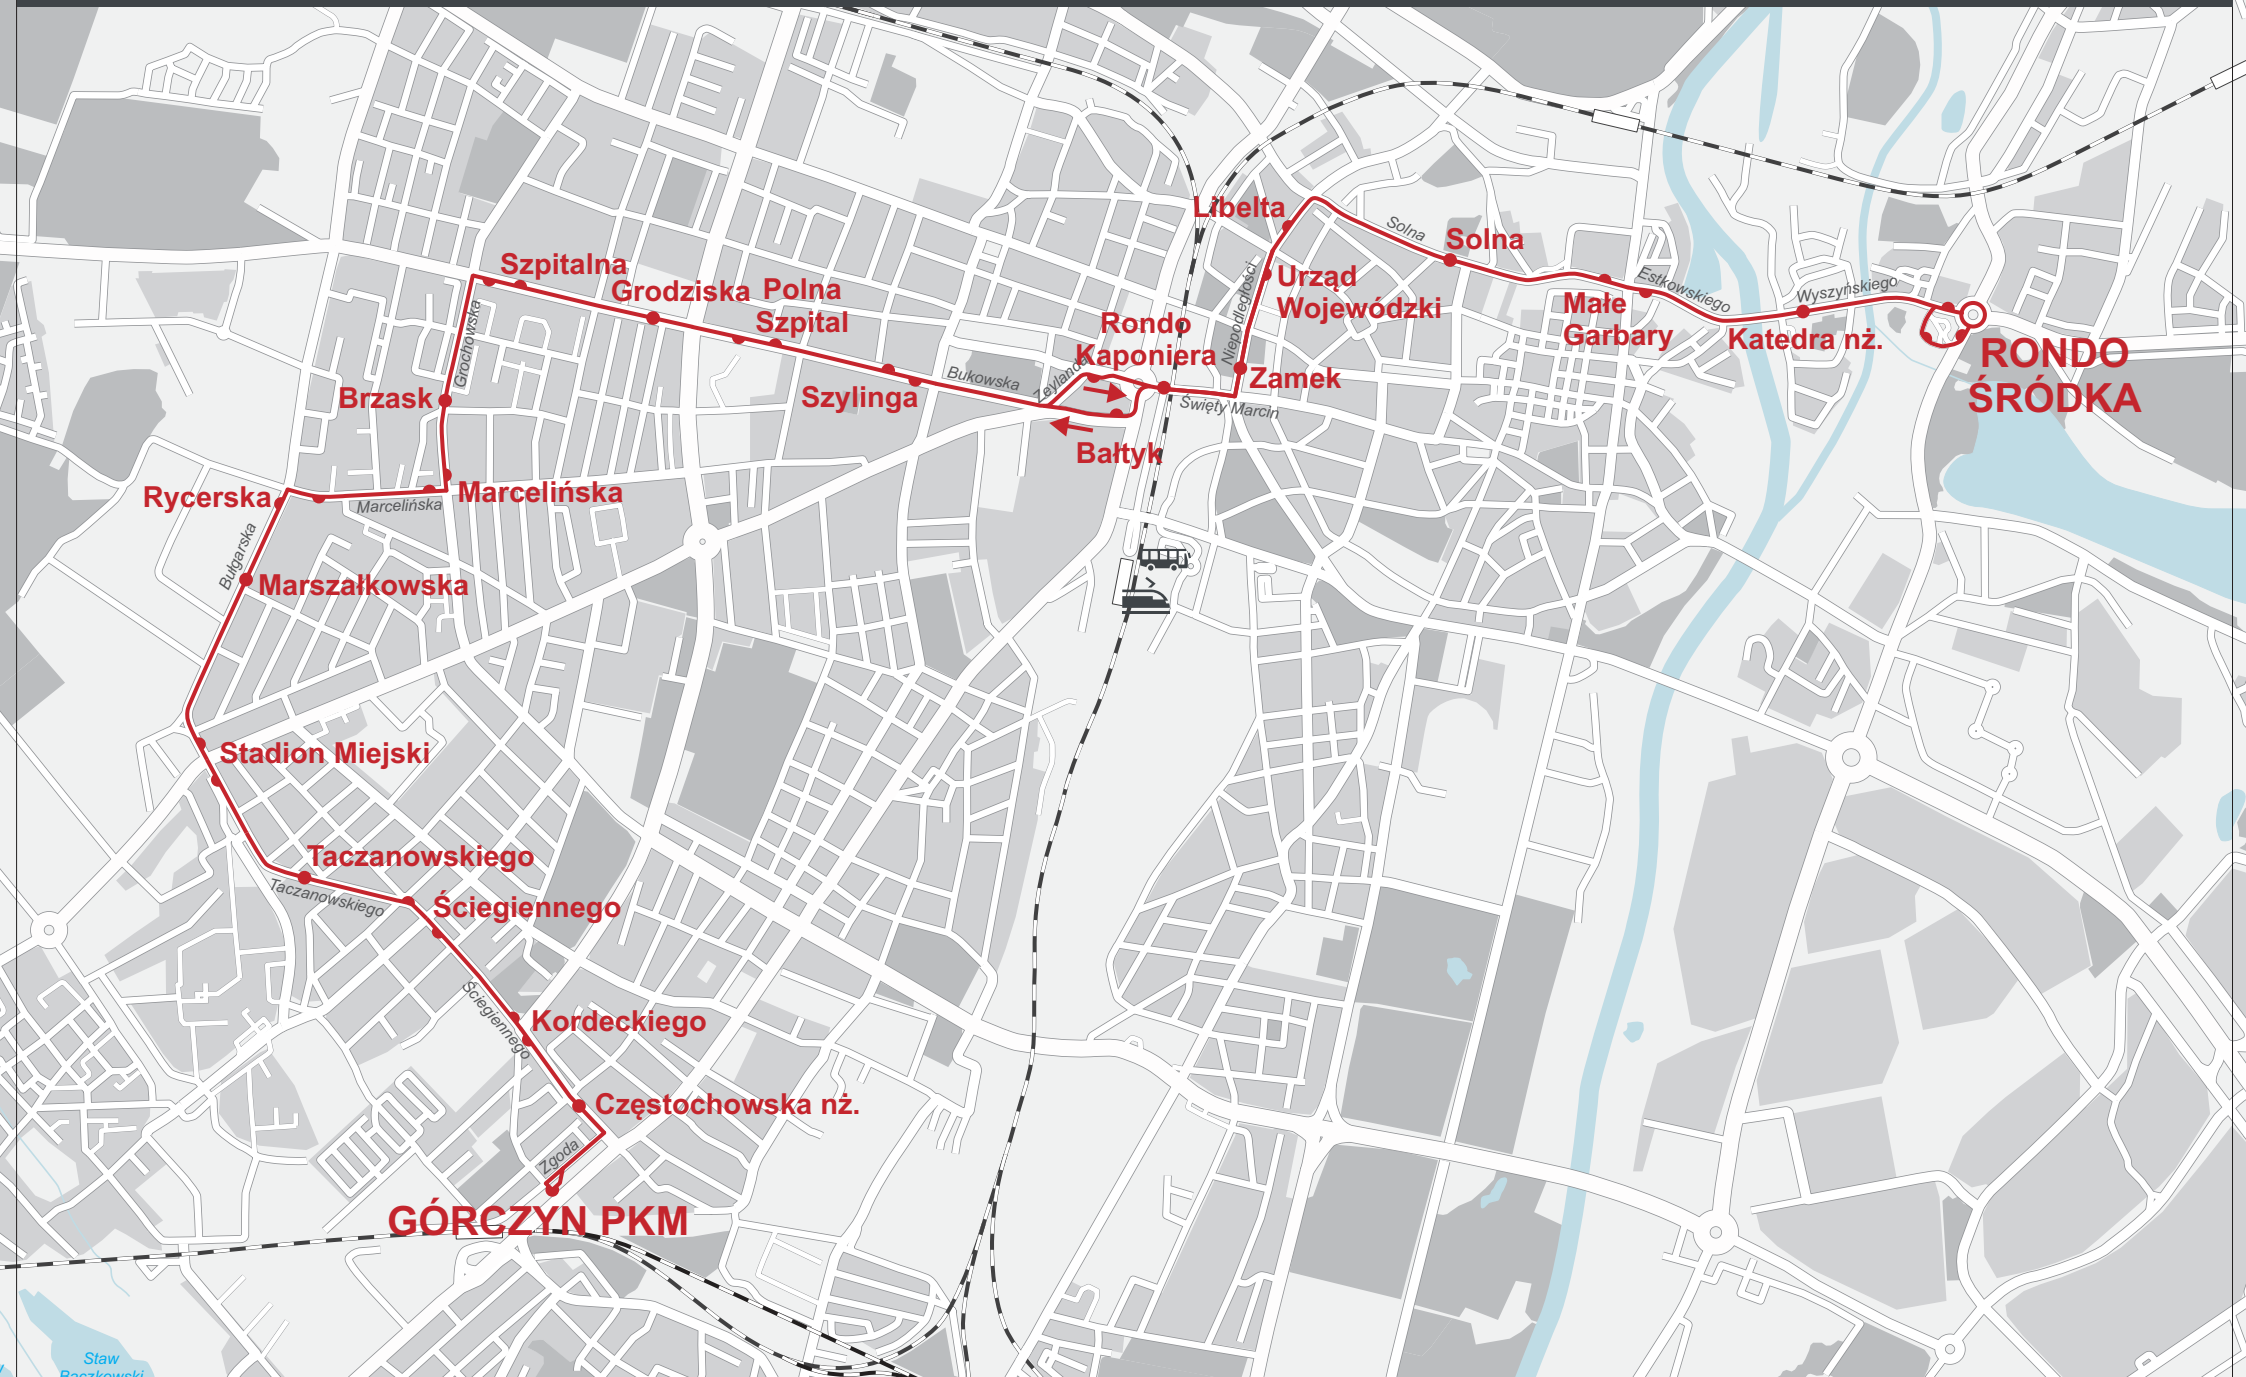 Libelta
Solna
Solna
Szpitalna
Grodziska
Polna
Szpital
Urząd
Wojewódzki
Niepodległości
Małe
Garbary
Estkowskiego
Wyszyńskiego
Katedra nż.
RONDO
ŚRÓDKA
Rondo
Kaponiera
Zeylanda
Bukowska
Szylinga
Zamek
Święty Marcin
Bałtyk
Grochowska
Brzask
Rycerska
Marcelińska
Marcelińska
Bułgarska
Marszałkowska
Stadion Miejski
Taczanowskiego
Taczanowskiego
Ściegiennego
Ściegiennego
Kordeckiego
Częstochowska nż.
Zgoda
GÓRCZYN PKM
Staw